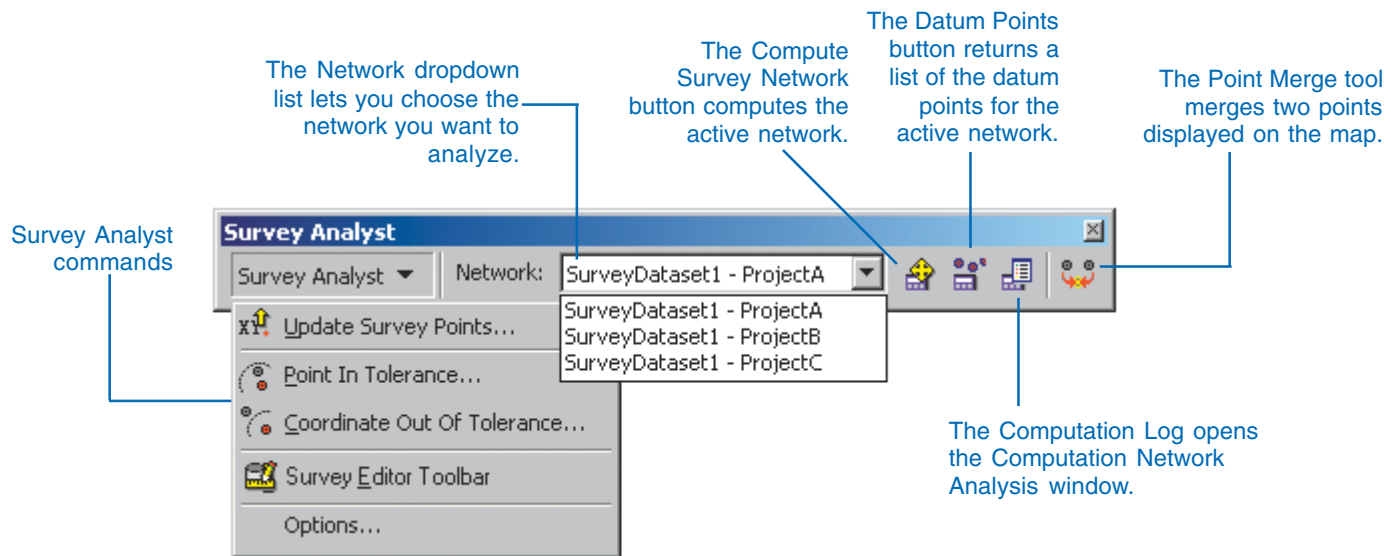 The Network dropdown
list lets you choose the
network you want to
analyze.
The Compute
Survey Network
button computes the
active network.
The Datum Points
button returns a
list of the datum
points for the
active network.
The Point Merge tool
merges two points
displayed on the map.
Survey Analyst
commands
Survey Analyst
Survey Analyst
Network:
SurveyDataset1 - ProjectA
SurveyDataset1 - ProjectA
SurveyDataset1 - ProjectB
SurveyDataset1 - ProjectC
Update Survey Points...
Point In Tolerance...
Coordinate Out Of Tolerance...
Survey Editor Toolbar
Options...
The Computation Log opens
the Computation Network
Analysis window.